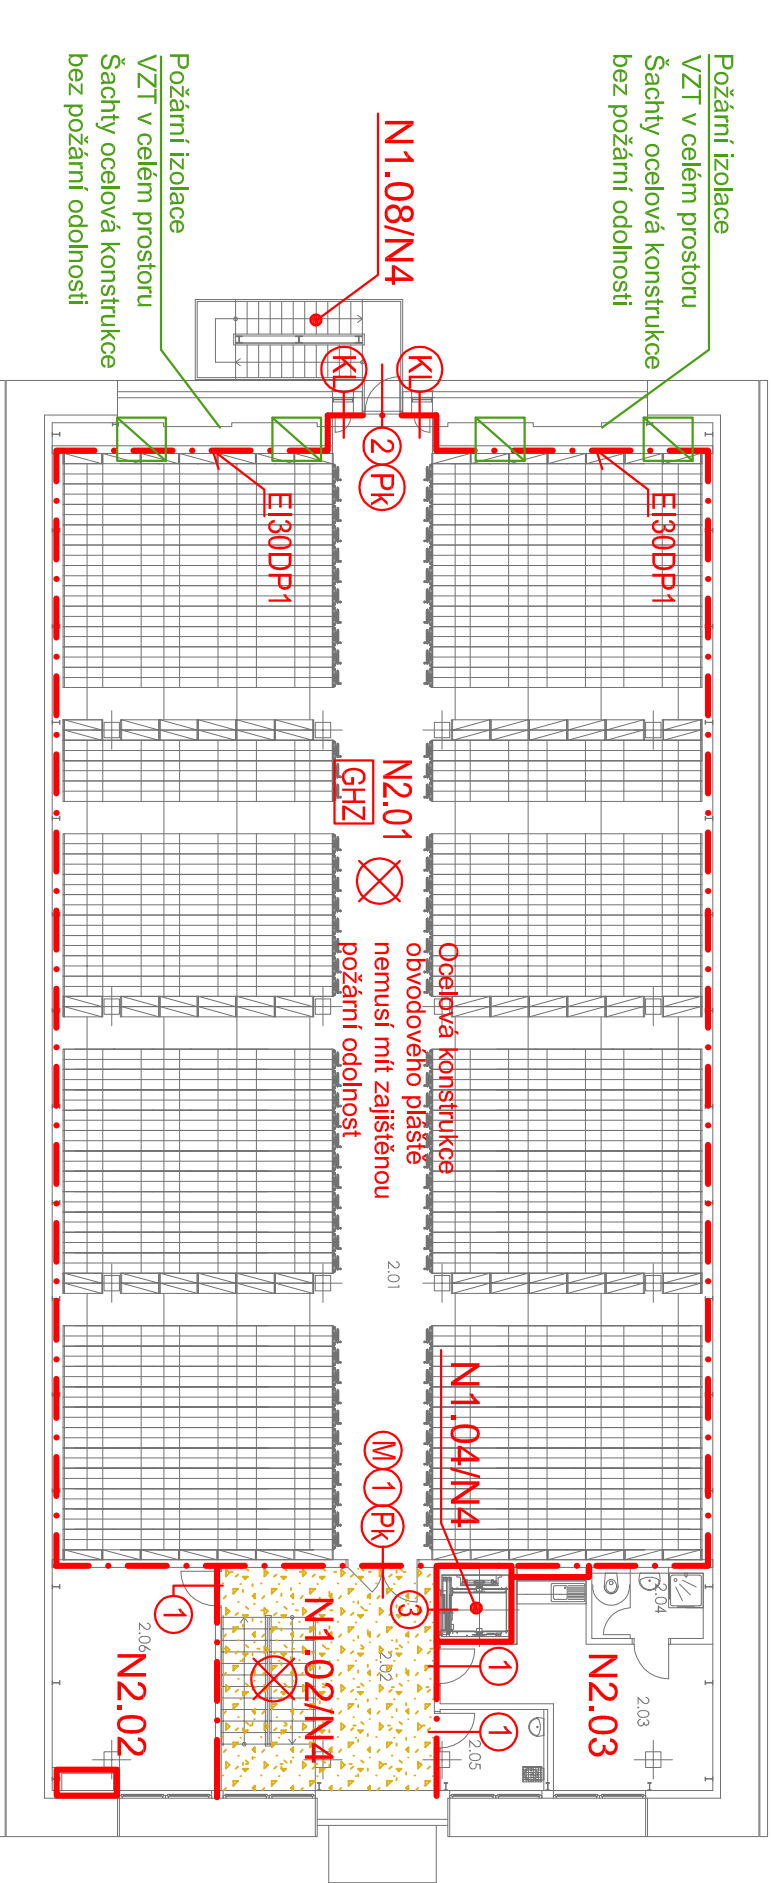 Požární izolace
VZT v celém prostoru
Šachty ocelová konstrukce
bez požární odolnosti
Požární izolace
VZT v celém prostoru
Šachty ocelová konstrukce
bez požární odolnosti
N1.08/N4
KL
KL
2
Pk
EI30DP1
EI30DP1
N2.01
GHZ
Ocelová konstrukce
obvodového pláště
nemusí mít zajištěnou
požární odolnost
2.01
N1.04/N4
M
1
Pk
3
1
1
1
2.04
2.03
N2.03
2.05
2.02
N1.02/N4
2.06
N2.02